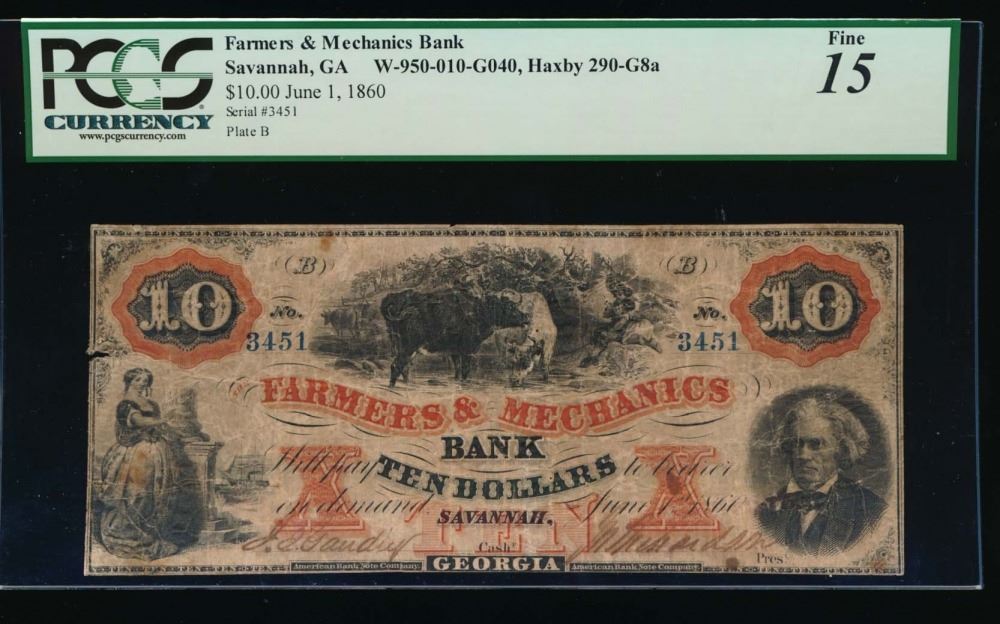 PCGS
CURRENCY
www.pcgscurrency.com
Farmers & Mechanics Bank
Savannah, GA W-950-010-G040, Haxby 290-G8a
$10.00 June 1, 1860
Serial #3451
Plate B
Fine
15
(B) (B)
10 10
No. No.
3451 3451
FARMERS & MECHANICS
BANK
Will pay TEN DOLLARS to bearer
on demand June 1, 1860
X X
SAVANNAH,
TEN
Cash.
Pres.
American Bank Note Company. GEORGIA American Bank Note Company.